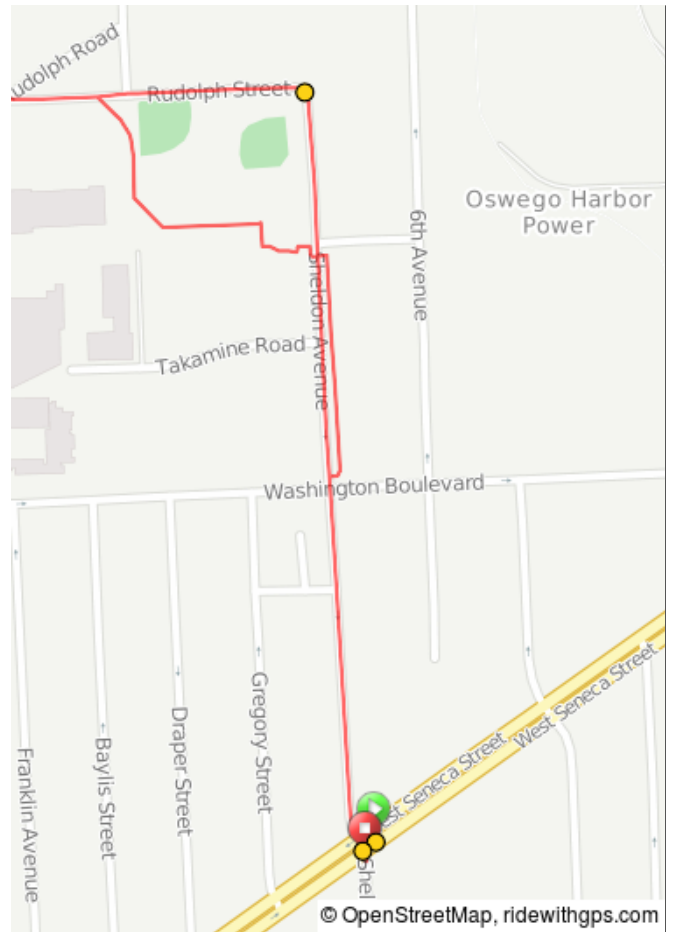 udolph Road
Rudolph Street
Oswego Harbor
Power
6th Avenue
Sheldon Avenue
Takamine Road
Washington Boulevard
West Seneca Street
est Seneca Street
Gregory Street
Draper Street
Baylis Street
Franklin Avenue
Shel
© OpenStreetMap, ridewithgps.com